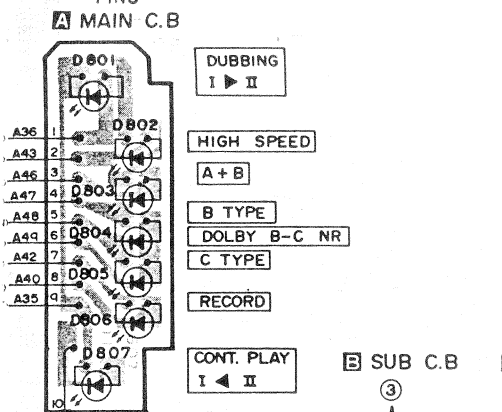 A MAIN C.B
D801
DUBBING
I ▶ II
D802
A36 1
HIGH SPEED
A43 2
A46 3
A+B
A47 4
D803
A48 5
B TYPE
A49 6
D804
DOLBY B-C NR
A42 7
C TYPE
A40 8
D805
A35 9
RECORD
D806
D807
CONT. PLAY
I ◀ II
10
B SUB C.B
3